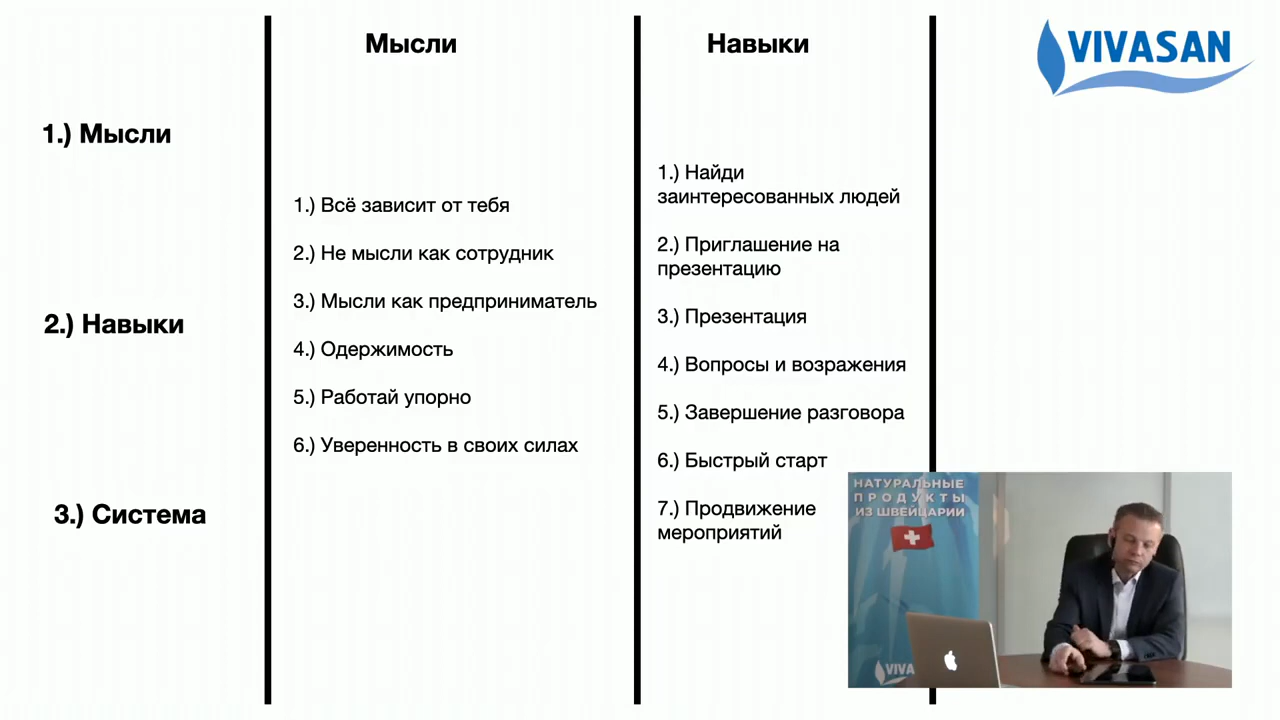 Мысли
Навыки
VIVASAN
1.) Мысли
2.) Навыки
3.) Система
1.) Всё зависит от тебя
2.) Не мысли как сотрудник
3.) Мысли как предприниматель
4.) Одержимость
5.) Работай упорно
6.) Уверенность в своих силах
1.) Найди
заинтересованных людей
2.) Приглашение на
презентацию
3.) Презентация
4.) Вопросы и возражения
5.) Завершение разговора
6.) Быстрый старт
7.) Продвижение
мероприятий
НАТУРАЛЬНЫЕ
ПРОДУКТЫ
ИЗ ШВЕЙЦАРИИ
VIVA